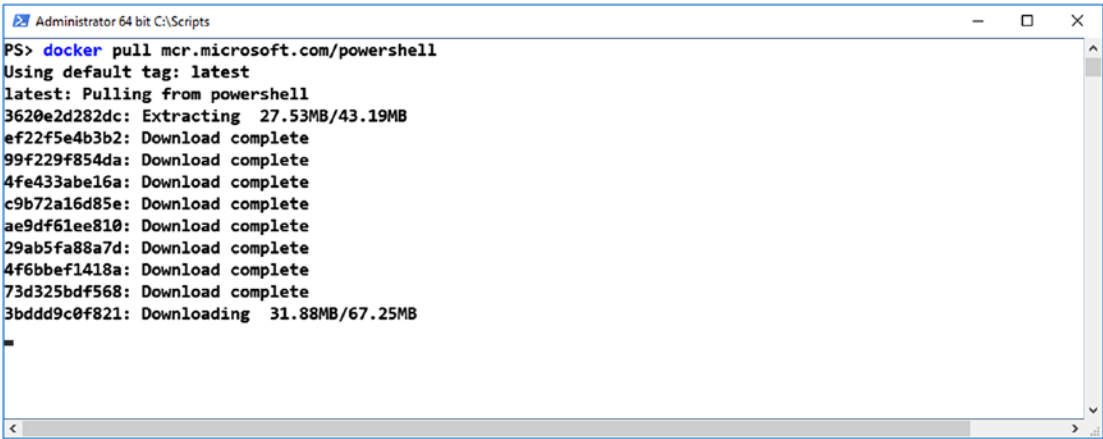 Administrator 64 bit C:\Scripts
PS> docker pull mcr.microsoft.com/powershell
Using default tag: latest
latest: Pulling from powershell
3620e2d282dc: Extracting  27.53MB/43.19MB
ef22f5e4b3b2: Download complete
99f229f854da: Download complete
4fe433abe16a: Download complete
c9b72a16d85e: Download complete
ae9df61ee810: Download complete
29ab5fa88a7d: Download complete
4f6bbef1418a: Download complete
73d325bdf568: Download complete
3bddd9c0f821: Downloading  31.88MB/67.25MB